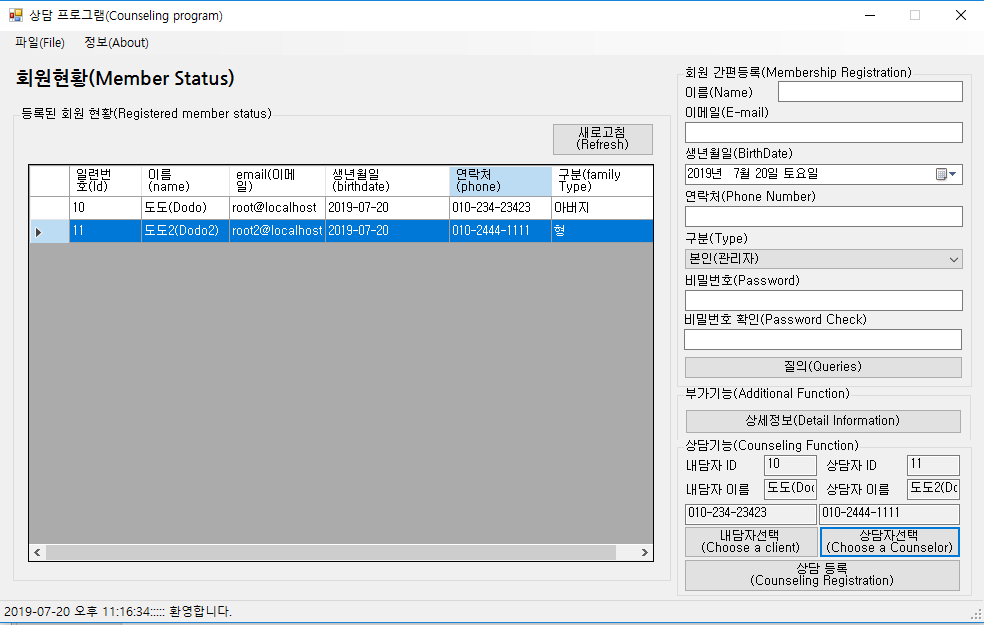 상담 프로그램(Counseling program)
파일(File) 정보(About)
회원현황(Member Status)
등록된 회원 현황(Registered member status)
새로고침
(Refresh)
일련번
호(Id)
이름
(name)
email(이메
일)
생년월일
(birthdate)
연락처
(phone)
구분(family
Type)
10 도도(Dodo) root@localhost 2019-07-20 010-234-23423 아버지
11 도도2(Dodo2) root2@localhost 2019-07-20 010-2444-1111 형
회원 간편등록(Membership Registration)
이름(Name)
이메일(E-mail)
생년월일(BirthDate)
2019년 7월 20일 토요일
연락처(Phone Number)
구분(Type)
본인(관리자)
비밀번호(Password)
비밀번호 확인(Password Check)
질의(Queries)
부가기능(Additional Function)
상세정보(Detail Information)
상담기능(Counseling Function)
내담자 ID 10 상담자 ID 11
내담자 이름 도도(Doc 상담자 이름 도도2(Dc
010-234-23423 010-2444-1111
내담자선택
(Choose a client)
상담자선택
(Choose a Counselor)
상담 등록
(Counseling Registration)
2019-07-20 오후 11:16:34::::: 환영합니다.